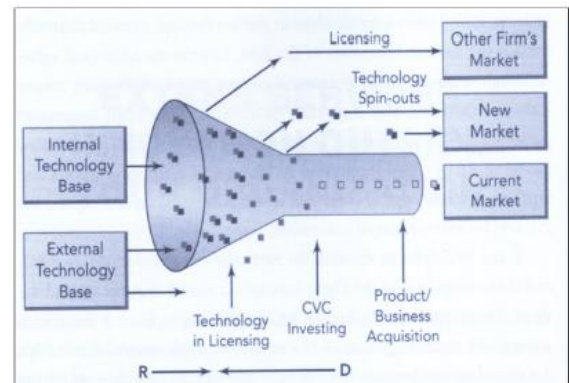 Licensing
Other Firm's
Market
Technology
Spin-outs
New
Market
Internal
Technology
Base
Current
Market
External
Technology
Base
Technology
in Licensing
CVC
Investing
Product/
Business
Acquisition
R
D